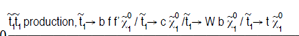 t̃₁t̃₁ production, t̃₁→ b f f' χ̃₁⁰ / t̃₁→ c χ̃₁⁰ / t̃₁→ W b χ̃₁⁰ / t̃₁→ t χ̃₁⁰